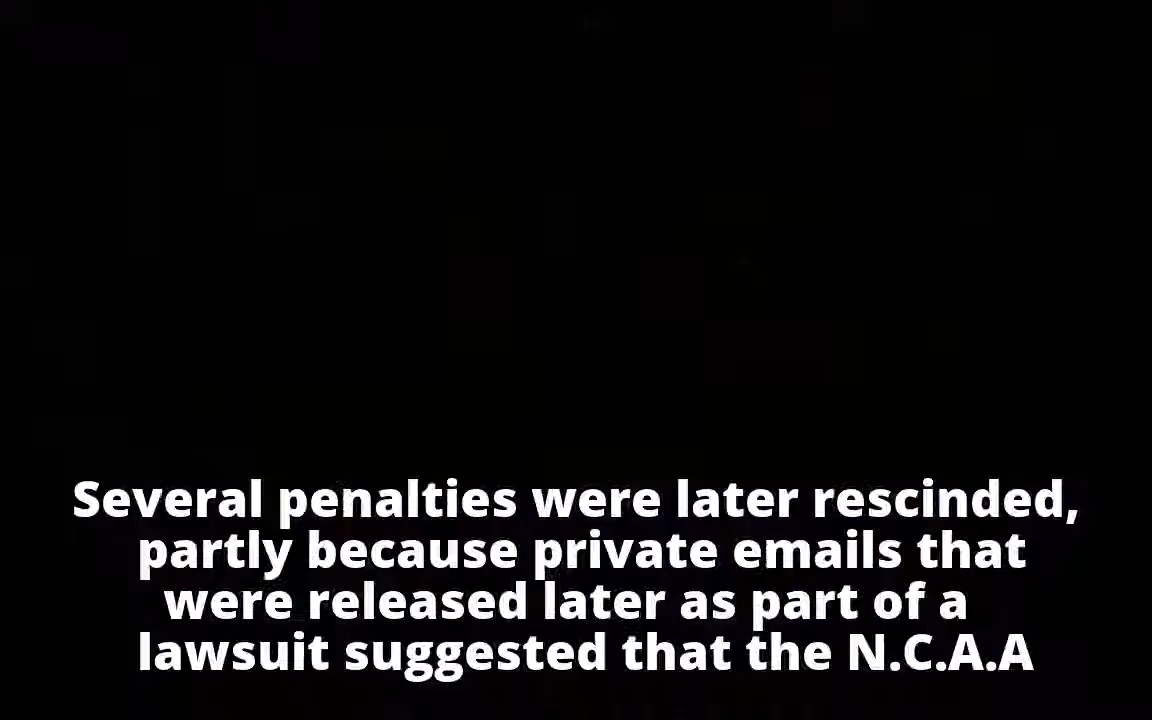 Several penalties were later rescinded,
partly because private emails that
were released later as part of a
lawsuit suggested that the N.C.A.A